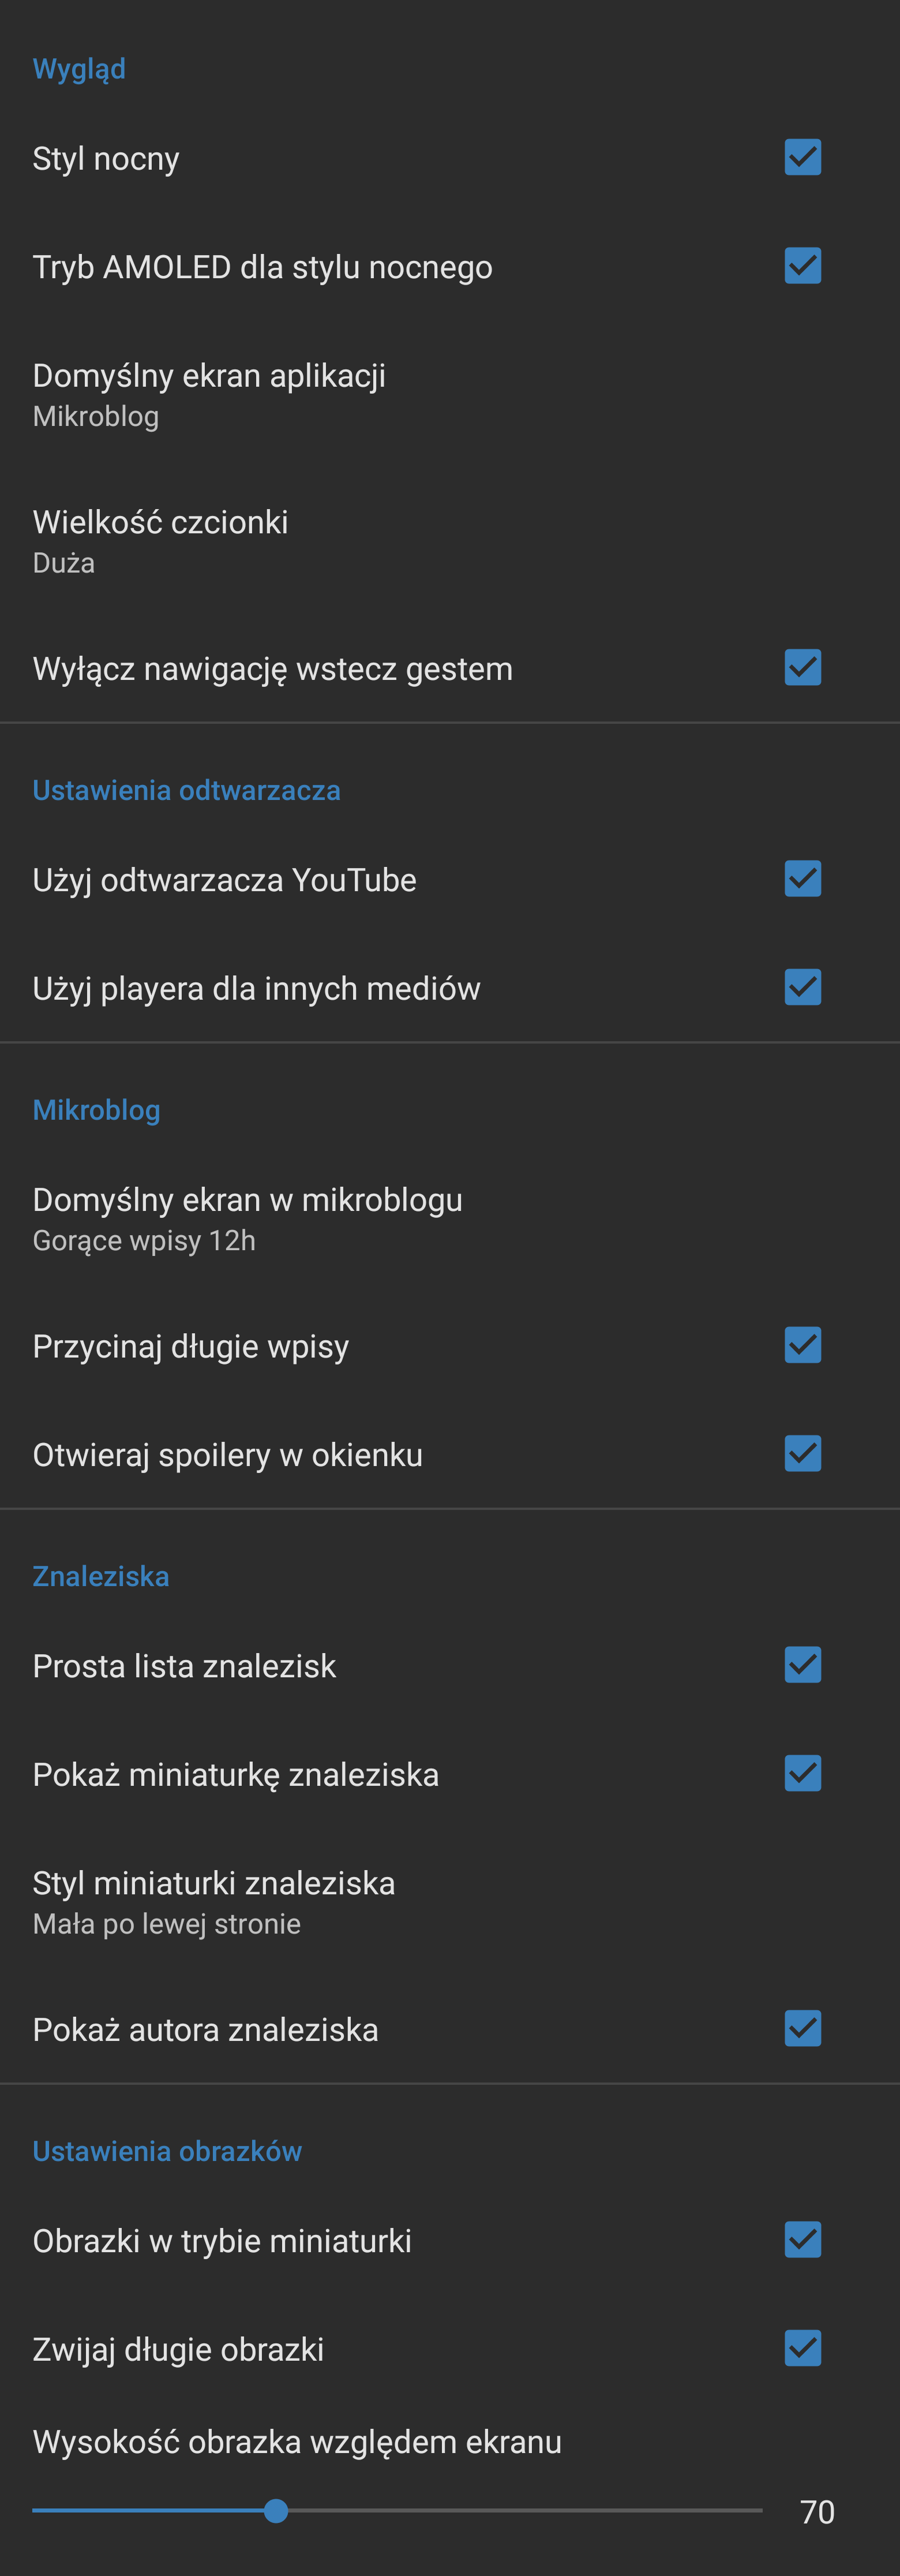 Wygląd
Styl nocny
Tryb AMOLED dla stylu nocnego
Domyślny ekran aplikacji
Mikroblog
Wielkość czcionki
Duża
Wyłącz nawigację wstecz gestem
Ustawienia odtwarzacza
Użyj odtwarzacza YouTube
Użyj playera dla innych mediów
Mikroblog
Domyślny ekran w mikroblogu
Gorące wpisy 12h
Przycinaj długie wpisy
Otwieraj spoilery w okienku
Znaleziska
Prosta lista znalezisk
Pokaż miniaturkę znaleziska
Styl miniaturki znaleziska
Mała po lewej stronie
Pokaż autora znaleziska
Ustawienia obrazków
Obrazki w trybie miniaturki
Zwijaj długie obrazki
Wysokość obrazka względem ekranu
70